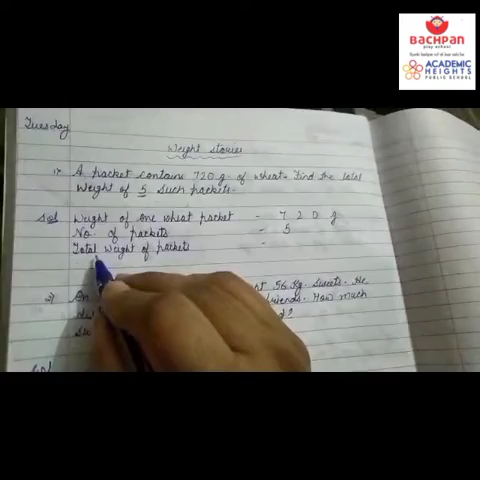 BACHPAN
play school
ACADEMIC
HEIGHTS
PUBLIC SCHOOL
Tuesday
Weight stories
1) A packet contains 720 g. of wheat. Find the total
Weight of 5 such packets.
Sol Weight of one wheat packet - 7 2 0 g
No. of packets - 5
Total Weight of packets -
2) 56 kg. sweets. He
friends. How much